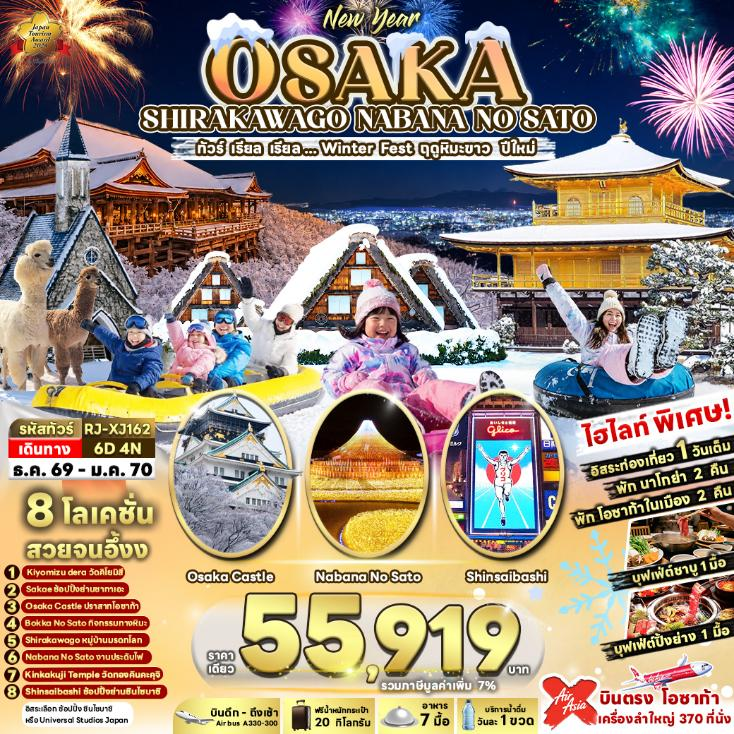 Japan
Tourism
Award
New Year
OSAKA
SHIRAKAWAGO NABANA NO SATO
ทัวร์ เรียล เรียล... Winter Fest ฤดูหิมะขาว ปีใหม่
รหัสทัวร์ RJ-XJ162
เดินทาง 6D 4N
ธ.ค. 69 - ม.ค. 70
8 โลเคชั่น
สวยจนอึ้งง
1 Kiyomizu dera วัดคิโยมิสึ
2 Sakae ช้อปปิ้งย่านซาคาเอะ
3 Osaka Castle ปราสาทโอซาก้า
4 Bokka No Sato กิจกรรมทางหิมะ
5 Shirakawago หมู่บ้านมรดกโลก
6 Nabana No Sato งานประดับไฟ
7 Kinkakuji Temple วัดทองคินคะคุจิ
8 Shinsaibashi ช้อปปิ้งย่านชินไซบาชิ
อิสระเลือก ช้อปปิ้ง ชินไซบาชิ
หรือ Universal Studios Japan
Glico
Osaka Castle
Nabana No Sato
Shinsaibashi
ราคา
เดียว
55,919
บาท
รวมภาษีมูลค่าเพิ่ม 7%
ไฮไลท์ พิเศษ!
อิสระท่องเที่ยว 1 วันเต็ม
พัก นาโกย่า 2 คืน
พัก โอซาก้าในเมือง 2 คืน
บุฟเฟ่ต์ชาบู 1 มื้อ
บุฟเฟ่ต์ปิ้งย่าง 1 มื้อ
บินดึก - ถึงเช้า
Air bus A330-300
ฟรีน้ำหนักกระเป๋า
20 กิโลกรัม
อาหาร
7 มื้อ
บริการน้ำดื่ม
วันละ 1 ขวด
Air
Asia
X
บินตรง โอซาก้า
เครื่องลำใหญ่ 370 ที่นั่ง